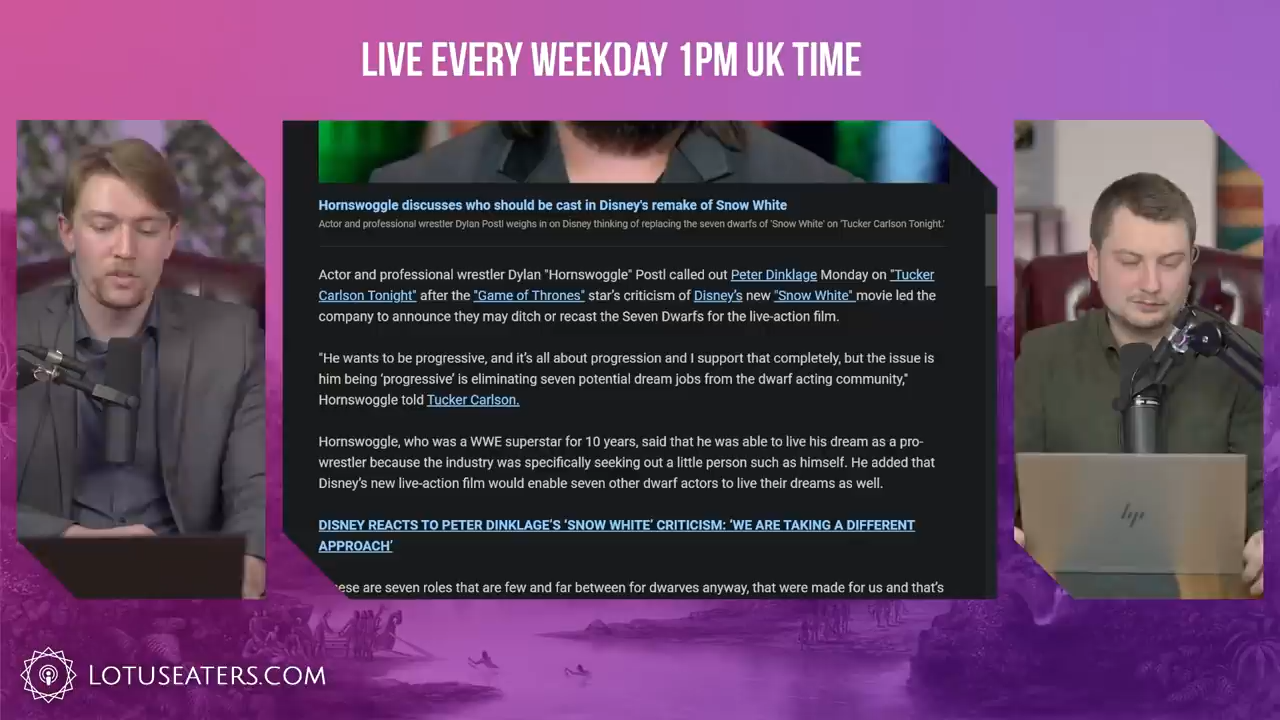 LIVE EVERY WEEKDAY 1PM UK TIME
Hornswoggle discusses who should be cast in Disney's remake of Snow White
Actor and professional wrestler Dylan Postl weighs in on Disney thinking of replacing the seven dwarfs of 'Snow White' on 'Tucker Carlson Tonight.'
Actor and professional wrestler Dylan "Hornswoggle" Postl called out Peter Dinklage Monday on "Tucker
Carlson Tonight" after the "Game of Thrones" star's criticism of Disney's new "Snow White" movie led the
company to announce they may ditch or recast the Seven Dwarfs for the live-action film.
"He wants to be progressive, and it's all about progression and I support that completely, but the issue is
him being 'progressive' is eliminating seven potential dream jobs from the dwarf acting community,"
Hornswoggle told Tucker Carlson.
Hornswoggle, who was a WWE superstar for 10 years, said that he was able to live his dream as a pro-
wrestler because the industry was specifically seeking out a little person such as himself. He added that
Disney's new live-action film would enable seven other dwarf actors to live their dreams as well.
DISNEY REACTS TO PETER DINKLAGE'S 'SNOW WHITE' CRITICISM: 'WE ARE TAKING A DIFFERENT
APPROACH'
ese are seven roles that are few and far between for dwarves anyway, that were made for us and that's
hp
LOTUSEATERS.COM